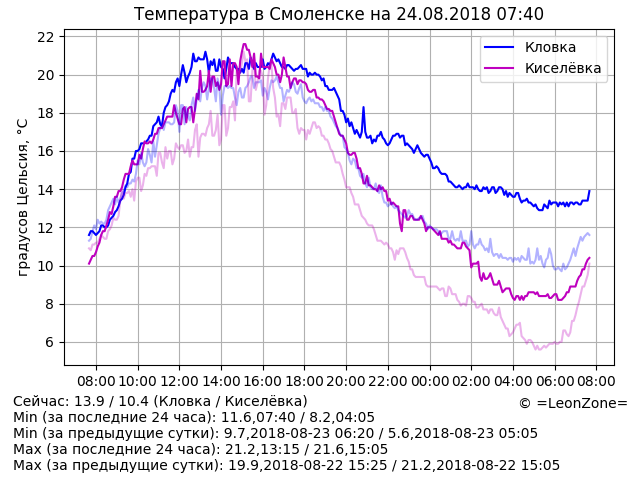 Температура в Смоленске на 24.08.2018 07:40
градусов Цельсия, °C
22
20
18
16
14
12
10
8
6
Кловка
Киселёвка
08:00 10:00 12:00 14:00 16:00 18:00 20:00 22:00 00:00 02:00 04:00 06:00 08:00
Сейчас: 13.9 / 10.4 (Кловка / Киселёвка)
© =LeonZone=
Min (за последние 24 часа): 11.6,07:40 / 8.2,04:05
Min (за предыдущие сутки): 9.7,2018-08-23 06:20 / 5.6,2018-08-23 05:05
Max (за последние 24 часа): 21.2,13:15 / 21.6,15:05
Max (за предыдущие сутки): 19.9,2018-08-22 15:25 / 21.2,2018-08-22 15:05